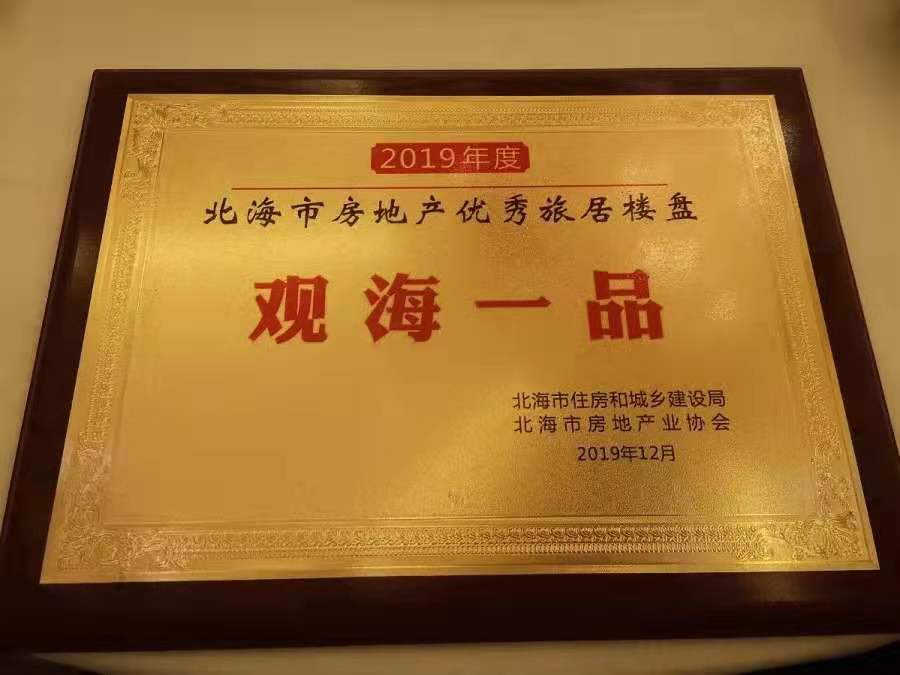 2019年度
北海市房地产优秀旅居楼盘
观海一品
北海市住房和城乡建设局
北海市房地产业协会
2019年12月